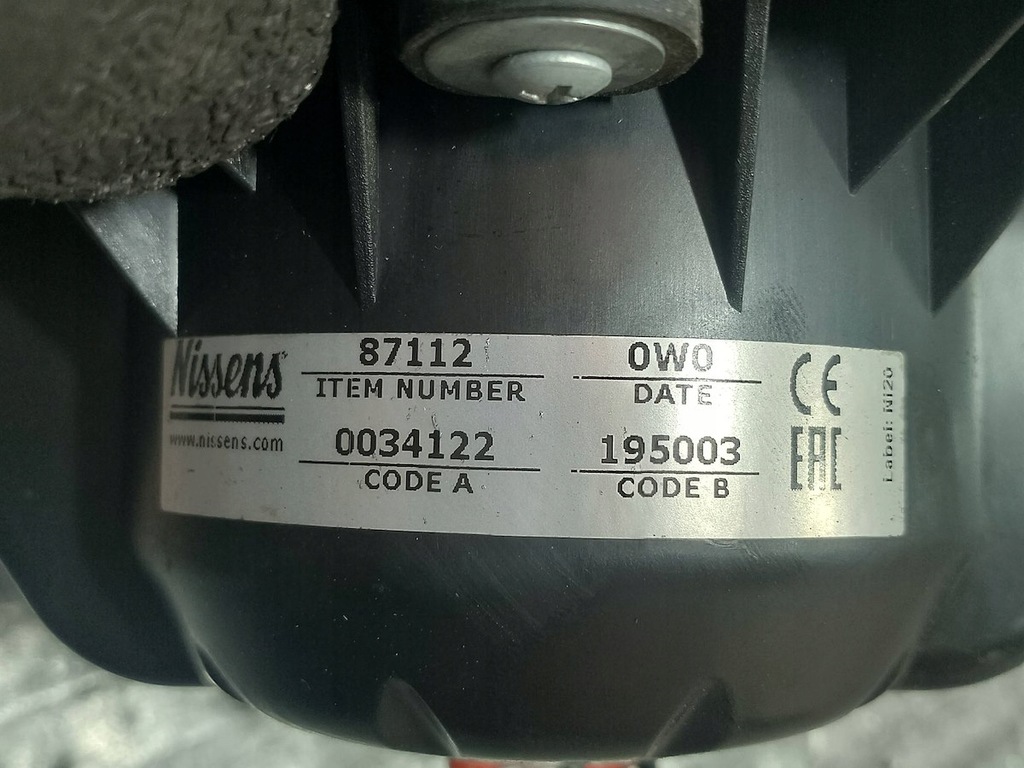 Nissens
www.nissens.com
87112
ITEM NUMBER
0W0
DATE
0034122
CODE A
195003
CODE B
CE
EAC
Label: Ni20